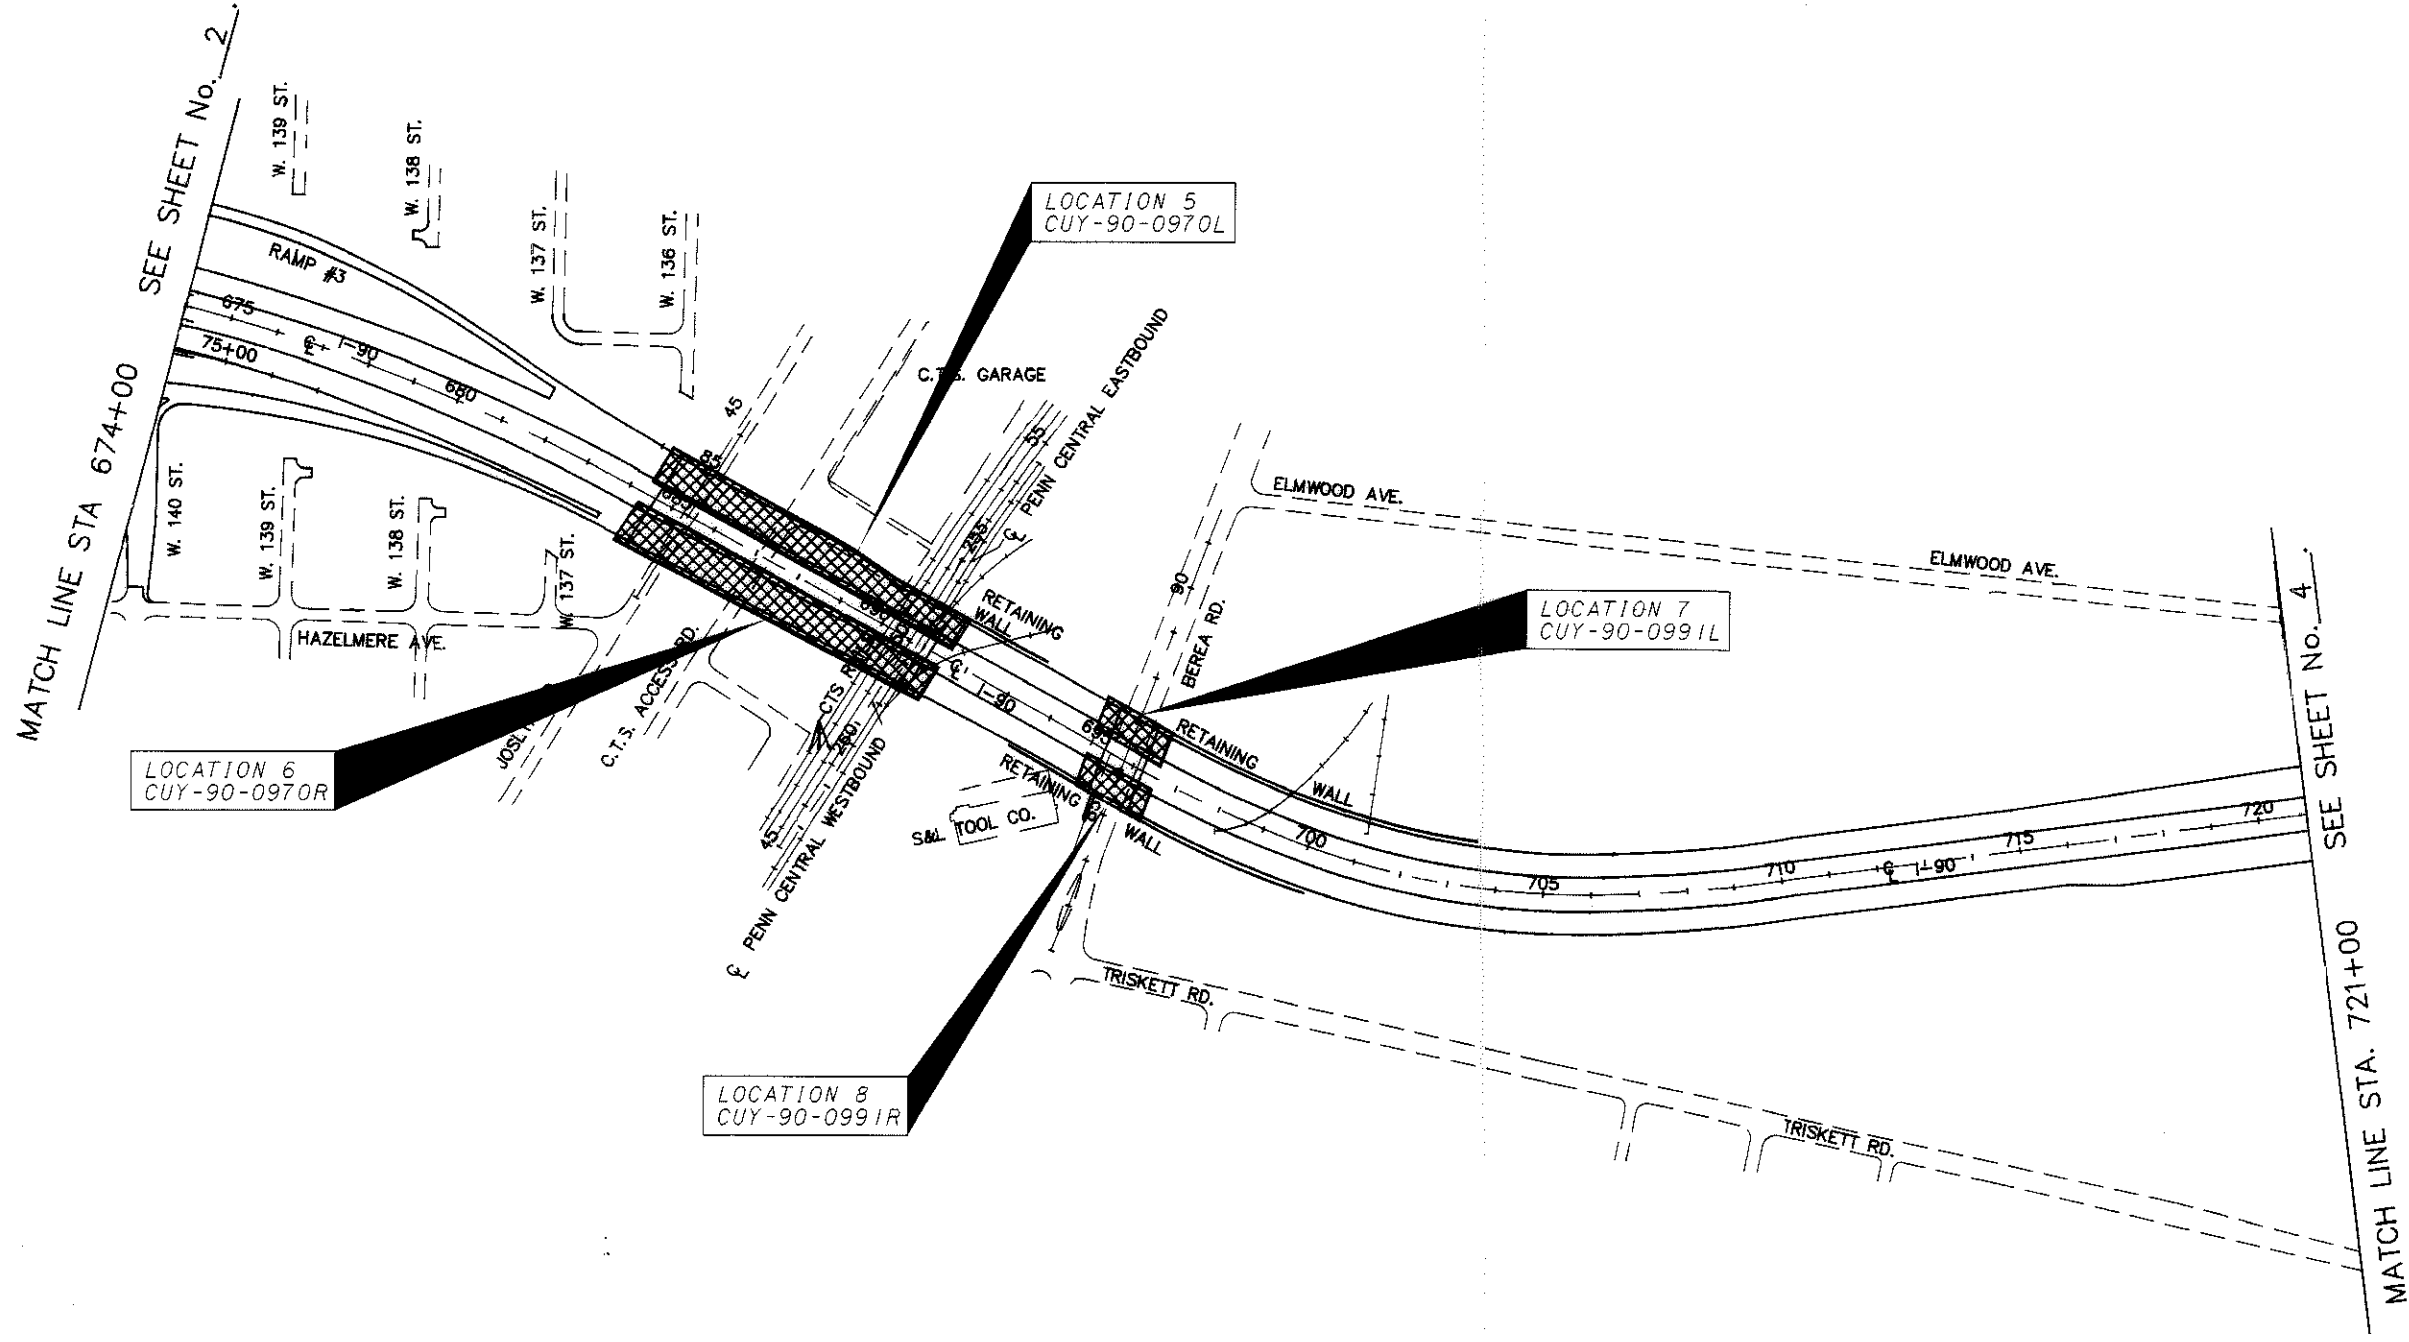 MATCH LINE STA 674+00 SEE SHEET No. 2
W. 139 ST.
W. 138 ST.
W. 137 ST.
W. 136 ST.
RAMP #3
675
75+00
℄ I-90
680
LOCATION 5
CUY-90-0970L
C.T.S. GARAGE
45
85
55
255
℄ PENN CENTRAL EASTBOUND
W. 140 ST.
W. 139 ST.
W. 138 ST.
W. 137 ST.
HAZELMERE AVE.
C.T.S. ACCESS RD.
CTS
RETAINING
WALL
℄ I-90
695
90
BEREA RD.
ELMWOOD AVE.
ELMWOOD AVE.
LOCATION 7
CUY-90-0991L
LOCATION 6
CUY-90-0970R
260
45
℄ PENN CENTRAL WESTBOUND
RETAINING
WALL
S&L TOOL CO.
RETAINING
WALL
700
705
710
℄ I-90
715
720
TRISKETT RD.
TRISKETT RD.
LOCATION 8
CUY-90-0991R
MATCH LINE STA. 721+00 SEE SHEET No. 4